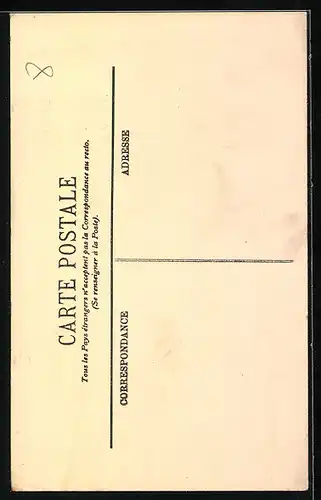 8
CARTE POSTALE
Tous les Pays étrangers n'acceptent pas la Correspondance au recto.
(Se renseigner à la Poste).
CORRESPONDANCE
ADRESSE